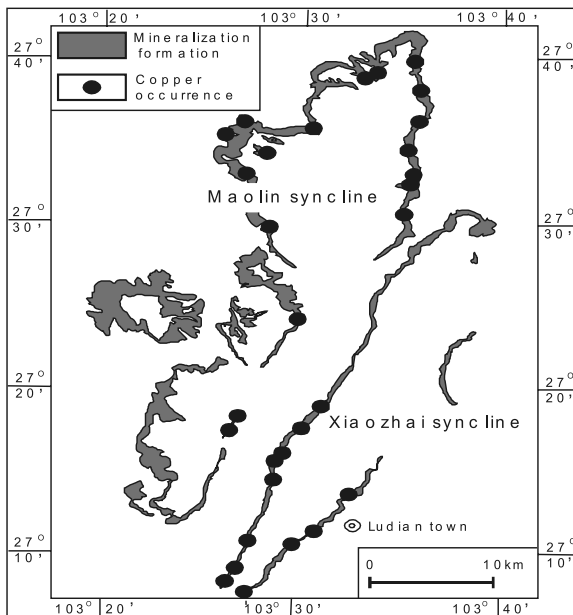 103° 20' 103° 30' 103° 40'
Mineralization
formation
Copper
occurrence
27°
40'
27°
40'
Maolin syncline
27°
30'
27°
30'
27°
20'
27°
20'
Xiaozhai syncline
Ludian town
27°
10'
27°
10'
0 10km
103° 20' 103° 30' 103° 40'